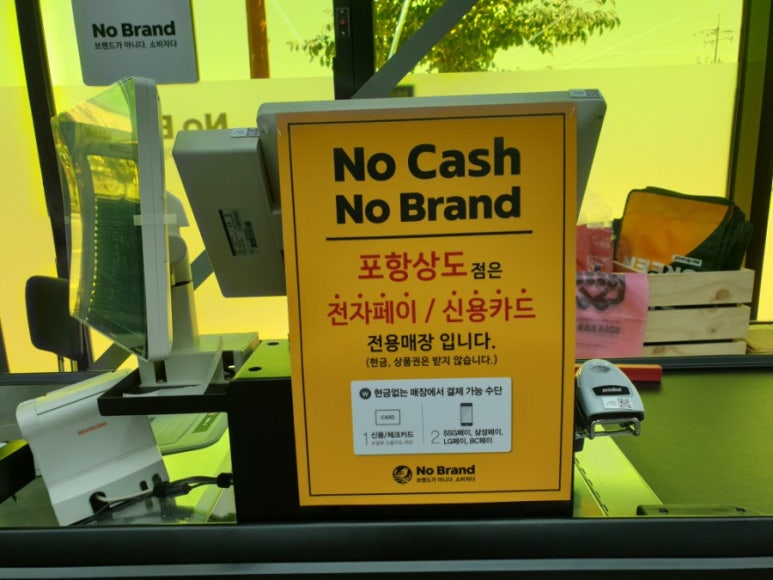 No Brand
브랜드가 아니다. 소비자다
No Cash
No Brand
포항상도 점은
전자페이 / 신용카드
전용매장 입니다.
(현금, 상품권은 받지 않습니다.)
₩ 현금없는 매장에서 결제 가능 수단
CARD
1 신용/체크카드
2 SSG페이, 삼성페이,
LG페이, BC페이
No Brand
브랜드가 아니다. 소비자다